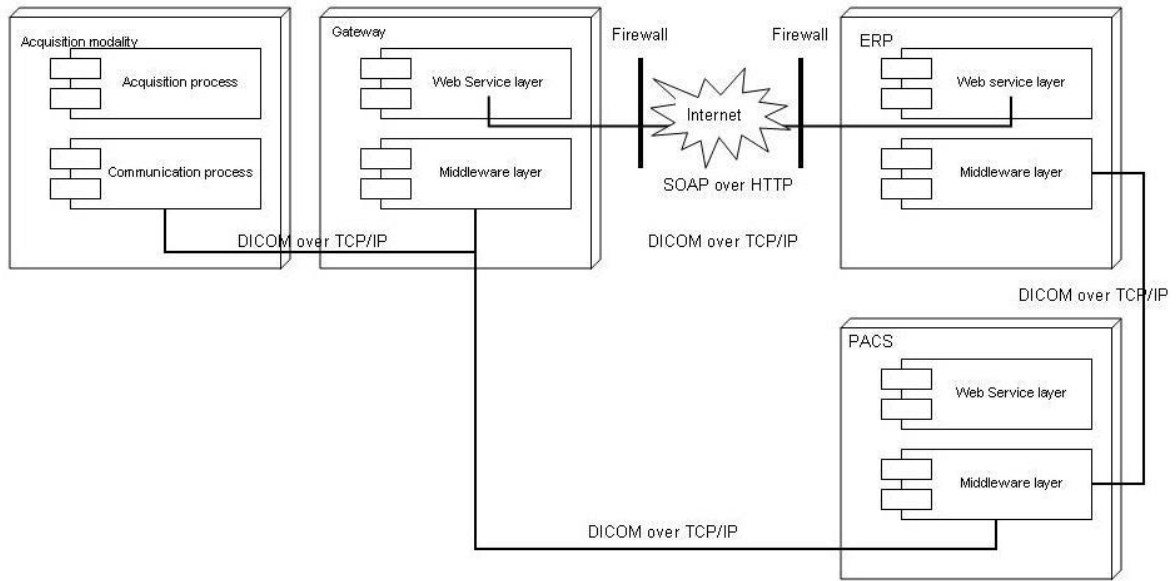 Acquisition modality
Acquisition process
Communication process
Gateway
Web Service layer
Middleware layer
Firewall
Internet
Firewall
SOAP over HTTP
ERP
Web service layer
Middleware layer
DICOM over TCP/IP
DICOM over TCP/IP
DICOM over TCP/IP
PACS
Web Service layer
Middleware layer
DICOM over TCP/IP